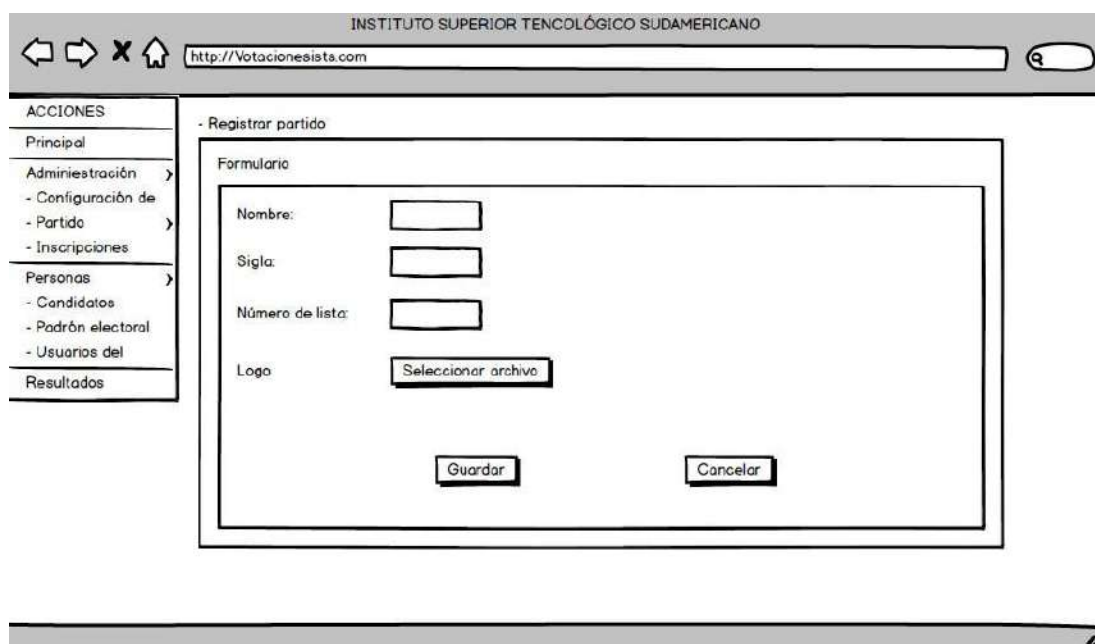 INSTITUTO SUPERIOR TENCOLÓGICO SUDAMERICANO
http://Votacionesista.com
ACCIONES
Principal
Adminiestración
- Configuración de
- Partido
- Inscripciones
Personas
- Candidatos
- Padrón electoral
- Usuarios del
Resultados
- Registrar partido
Formulario
Nombre:
Sigla:
Número de lista:
Logo
Seleccionar archivo
Guardar
Cancelar